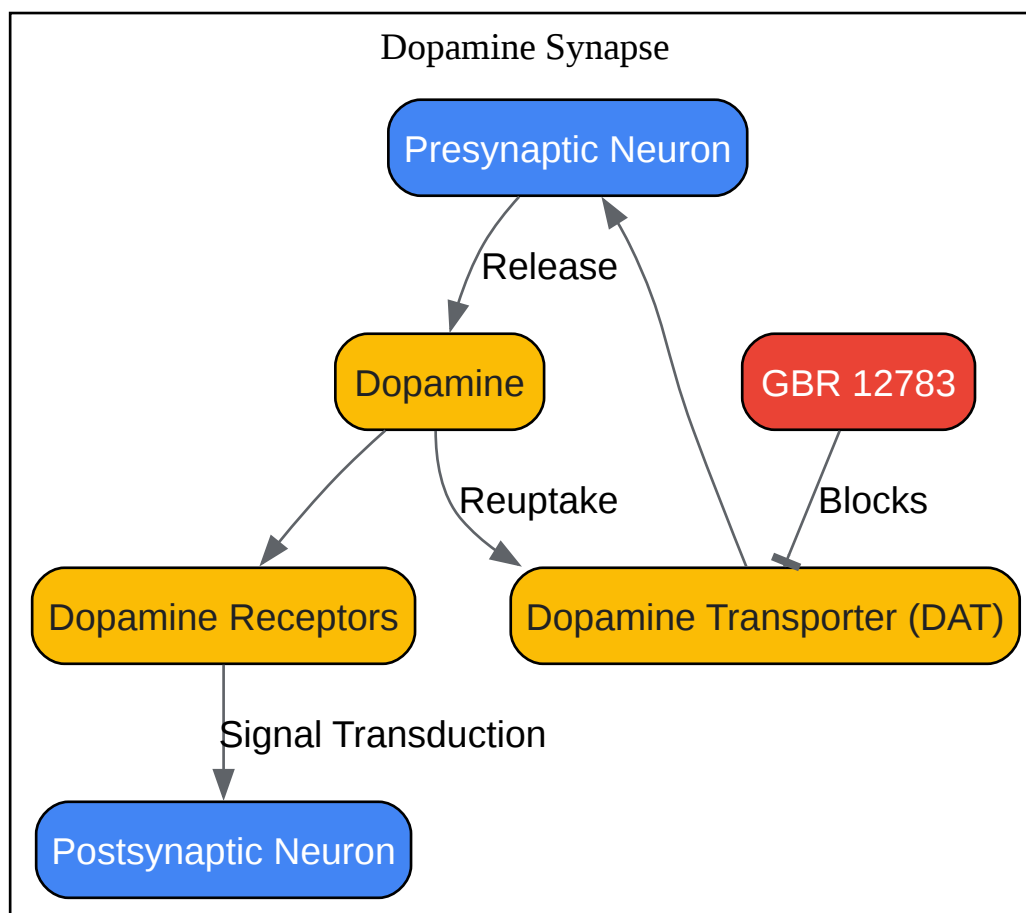 Dopamine Synapse
Presynaptic Neuron
Release
Dopamine
GBR 12783
Reuptake
Blocks
Dopamine Receptors
Dopamine Transporter (DAT)
Signal Transduction
Postsynaptic Neuron